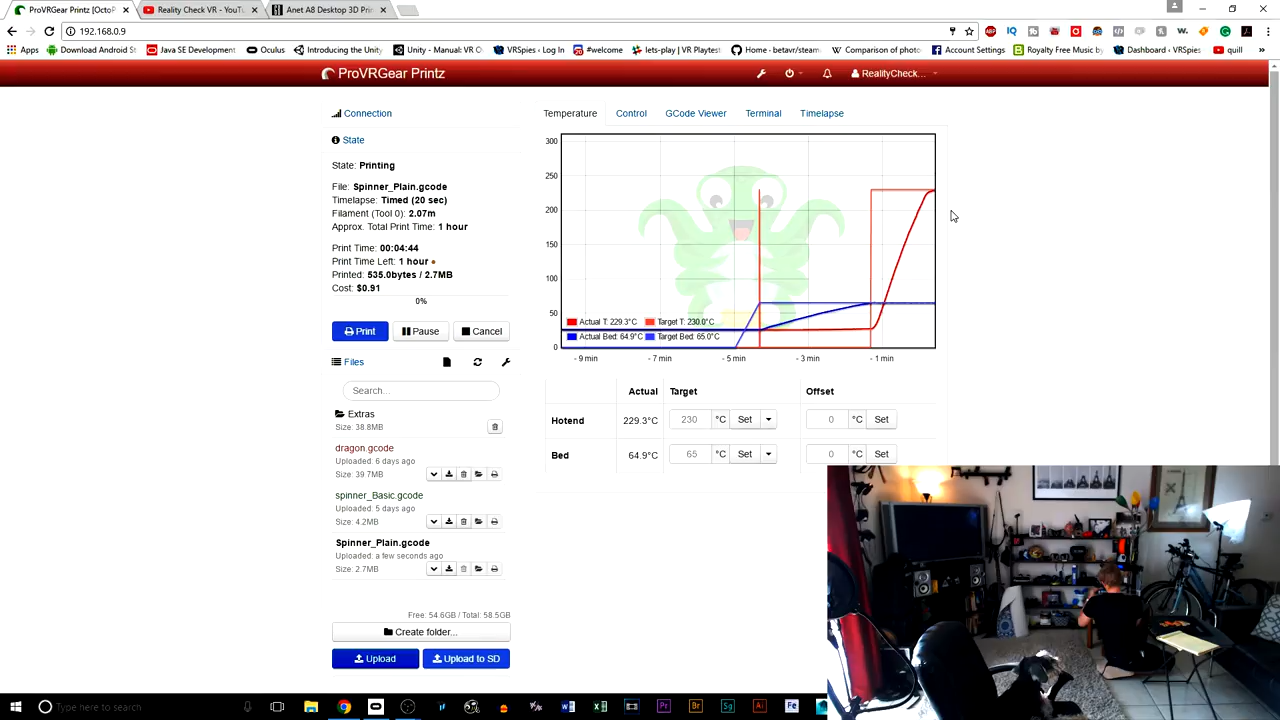 ProVRGear Printz [OctoP
Reality Check VR - YouTu
Anet A8 Desktop 3D Prin
192.168.0.9
Apps
Download Android St
Java SE Development
Oculus
Introducing the Unity
Unity - Manual: VR O
VRSpies ‹ Log In
#welcome
lets-play | VR Playtest
Home · betavr/steam
Comparison of photo
Account Settings
Royalty Free Music by
Dashboard ‹ VRSpies
quill
ProVRGear Printz
RealityCheck...
Connection
State
State: Printing
File: Spinner_Plain.gcode
Timelapse: Timed (20 sec)
Filament (Tool 0): 2.07m
Approx. Total Print Time: 1 hour
Print Time: 00:04:44
Print Time Left: 1 hour
Printed: 535.0bytes / 2.7MB
Cost: $0.91
0%
Print
Pause
Cancel
Files
Search...
Extras
Size: 38.8MB
dragon.gcode
Uploaded: 6 days ago
Size: 39.7MB
spinner_Basic.gcode
Uploaded: 5 days ago
Size: 4.2MB
Spinner_Plain.gcode
Uploaded: a few seconds ago
Size: 2.7MB
Free: 54.6GB / Total: 58.5GB
Create folder...
Upload
Upload to SD
Temperature
Control
GCode Viewer
Terminal
Timelapse
300
250
200
150
100
50
0
Actual T: 229.3°C
Target T: 230.0°C
Actual Bed: 64.9°C
Target Bed: 65.0°C
- 9 min
- 7 min
- 5 min
- 3 min
- 1 min
Actual
Target
Offset
Hotend
229.3°C
230
°C
Set
0
°C
Set
Bed
64.9°C
65
°C
Set
0
°C
Set
Type here to search